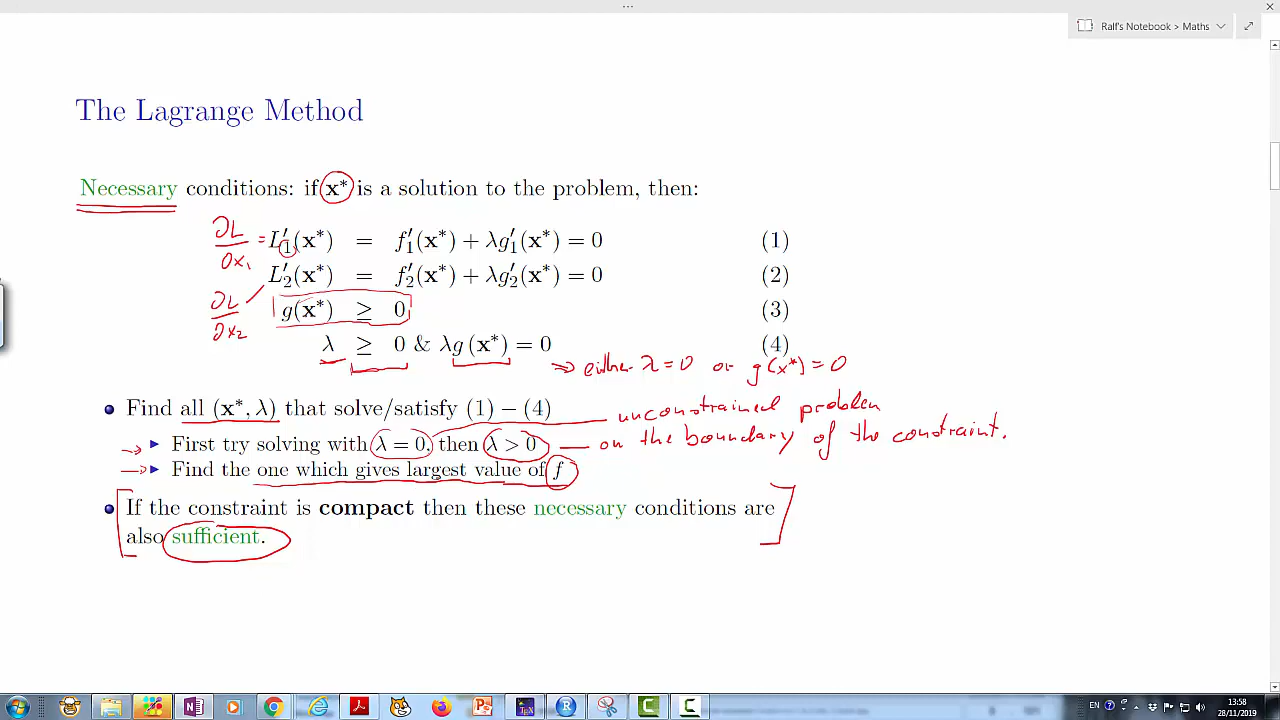 Ralf's Notebook > Maths
The Lagrange Method
Necessary conditions: if x* is a solution to the problem, then:
∂L/∂x₁ = L′₁(x*) = f′₁(x*) + λg′₁(x*) = 0 (1)
∂L/∂x₂ L′₂(x*) = f′₂(x*) + λg′₂(x*) = 0 (2)
g(x*) ≥ 0 (3)
λ ≥ 0 & λg(x*) = 0 (4)
⇒ either λ = 0 or g(x*) = 0
Find all (x*, λ) that solve/satisfy (1) − (4)
unconstrained problem
First try solving with λ = 0, then λ > 0
on the boundary of the constraint.
Find the one which gives largest value of f
If the constraint is compact then these necessary conditions are
also sufficient.
EN
13:58
28/11/2019